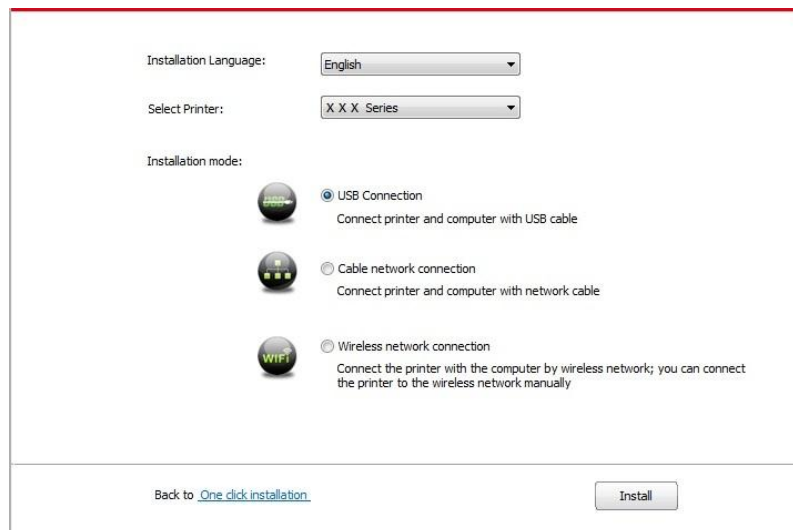 Installation Language:
English
Select Printer:
X X X Series
Installation mode:
USB
USB Connection
Connect printer and computer with USB cable
Cable network connection
Connect printer and computer with network cable
WiFi
Wireless network connection
Connect the printer with the computer by wireless network; you can connect
the printer to the wireless network manually
Back to One click installation
Install